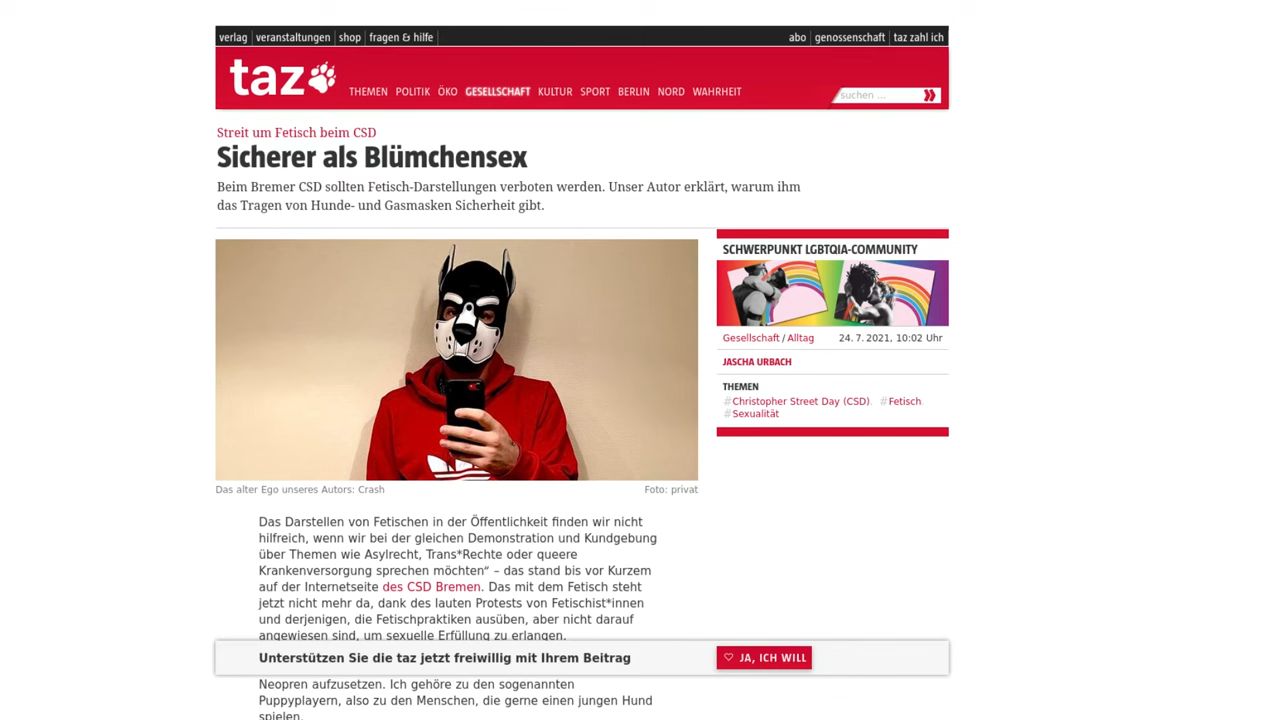 verlag veranstaltungen shop fragen & hilfe abo genossenschaft taz zahl ich
taz
THEMEN POLITIK ÖKO GESELLSCHAFT KULTUR SPORT BERLIN NORD WAHRHEIT suchen ...
Streit um Fetisch beim CSD
Sicherer als Blümchensex
Beim Bremer CSD sollten Fetisch-Darstellungen verboten werden. Unser Autor erklärt, warum ihm
das Tragen von Hunde- und Gasmasken Sicherheit gibt.
Das alter Ego unseres Autors: Crash Foto: privat
SCHWERPUNKT LGBTQIA-COMMUNITY
Gesellschaft / Alltag 24. 7. 2021, 10:02 Uhr
JASCHA URBACH
THEMEN
#Christopher Street Day (CSD), #Fetisch,
#Sexualität
Das Darstellen von Fetischen in der Öffentlichkeit finden wir nicht
hilfreich, wenn wir bei der gleichen Demonstration und Kundgebung
über Themen wie Asylrecht, Trans*Rechte oder queere
Krankenversorgung sprechen möchten“ – das stand bis vor Kurzem
auf der Internetseite des CSD Bremen. Das mit dem Fetisch steht
jetzt nicht mehr da, dank des lauten Protests von Fetischist*innen
und derjenigen, die Fetischpraktiken ausüben, aber nicht darauf
angewiesen sind, um sexuelle Erfüllung zu erlangen.
Unterstützen Sie die taz jetzt freiwillig mit Ihrem Beitrag JA, ICH WILL
Neopren aufzusetzen. Ich gehöre zu den sogenannten
Puppyplayern, also zu den Menschen, die gerne einen jungen Hund
spielen.